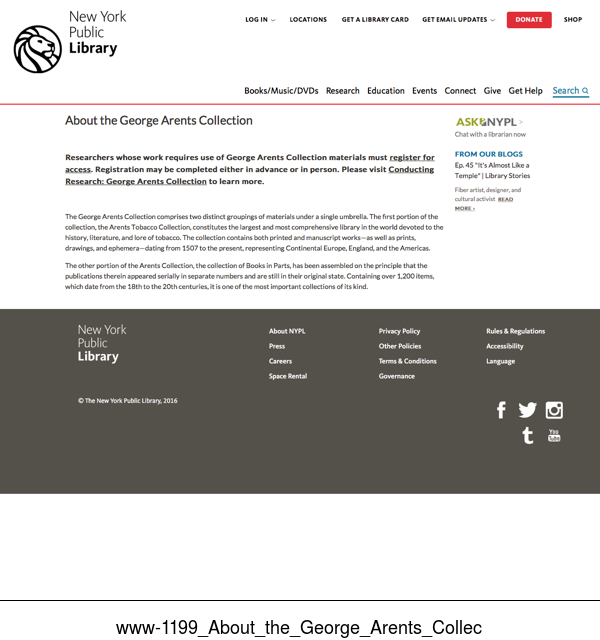 New York
Public
Library
LOG IN
LOCATIONS
GET A LIBRARY CARD
GET EMAIL UPDATES
DONATE
SHOP
Books/Music/DVDs Research Education Events Connect Give Get Help Search
About the George Arents Collection
Researchers whose work requires use of George Arents Collection materials must register for
access. Registration may be completed either in advance or in person. Please visit Conducting
Research: George Arents Collection to learn more.
The George Arents Collection comprises two distinct groupings of materials under a single umbrella. The first portion of the
collection, the Arents Tobacco Collection, constitutes the largest and most comprehensive library in the world devoted to the
history, literature, and lore of tobacco. The collection contains both printed and manuscript works—as well as prints,
drawings, and ephemera—dating from 1507 to the present, representing Continental Europe, England, and the Americas.
The other portion of the Arents Collection, the collection of Books in Parts, has been assembled on the principle that the
publications therein appeared serially in separate numbers and are still in their original state. Containing over 1,200 items,
which date from the 18th to the 20th centuries, it is one of the most important collections of its kind.
ASK NYPL >
Chat with a librarian now
FROM OUR BLOGS
Ep. 45 "It's Almost Like a
Temple" | Library Stories
Fiber artist, designer, and
cultural activist READ
MORE ›
New York
Public
Library
About NYPL
Press
Careers
Space Rental
Privacy Policy
Other Policies
Terms & Conditions
Governance
Rules & Regulations
Accessibility
Language
© The New York Public Library, 2016
You
Tube
www-1199_About_the_George_Arents_Collec